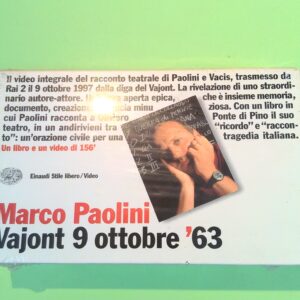 Il video integrale del racconto teatrale di Paolini e Vacis, trasmesso da
Rai 2 il 9 ottobre 1997 dalla diga del Vajont. La rivelazione di uno straordi-
nario autore-attore. aperta epica, che è insieme memoria,
documento, creazione minu ziosa. Con un libro in
cui Paolini racconta a Ponte di Pino il suo
teatro, in un andirivieni tra "ricordo" e "raccon-
to": un'orazione civile per una tragedia italiana.
Un libro e un video di 156'
Einaudi Stile libero/Video
Marco Paolini
Vajont 9 ottobre '63